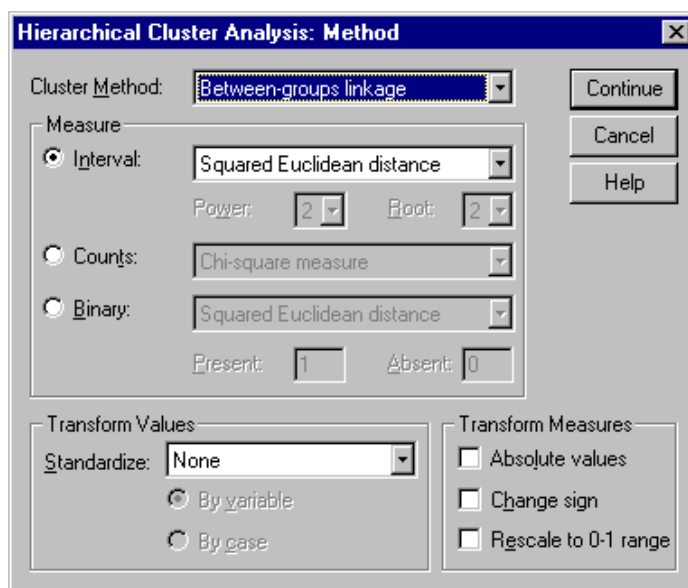 Hierarchical Cluster Analysis: Method
Cluster Method: Between-groups linkage
Continue
Cancel
Help
Measure
Interval: Squared Euclidean distance
Power: 2 Root: 2
Counts: Chi-square measure
Binary: Squared Euclidean distance
Present: 1 Absent: 0
Transform Values
Standardize: None
By variable
By case
Transform Measures
Absolute values
Change sign
Rescale to 0-1 range